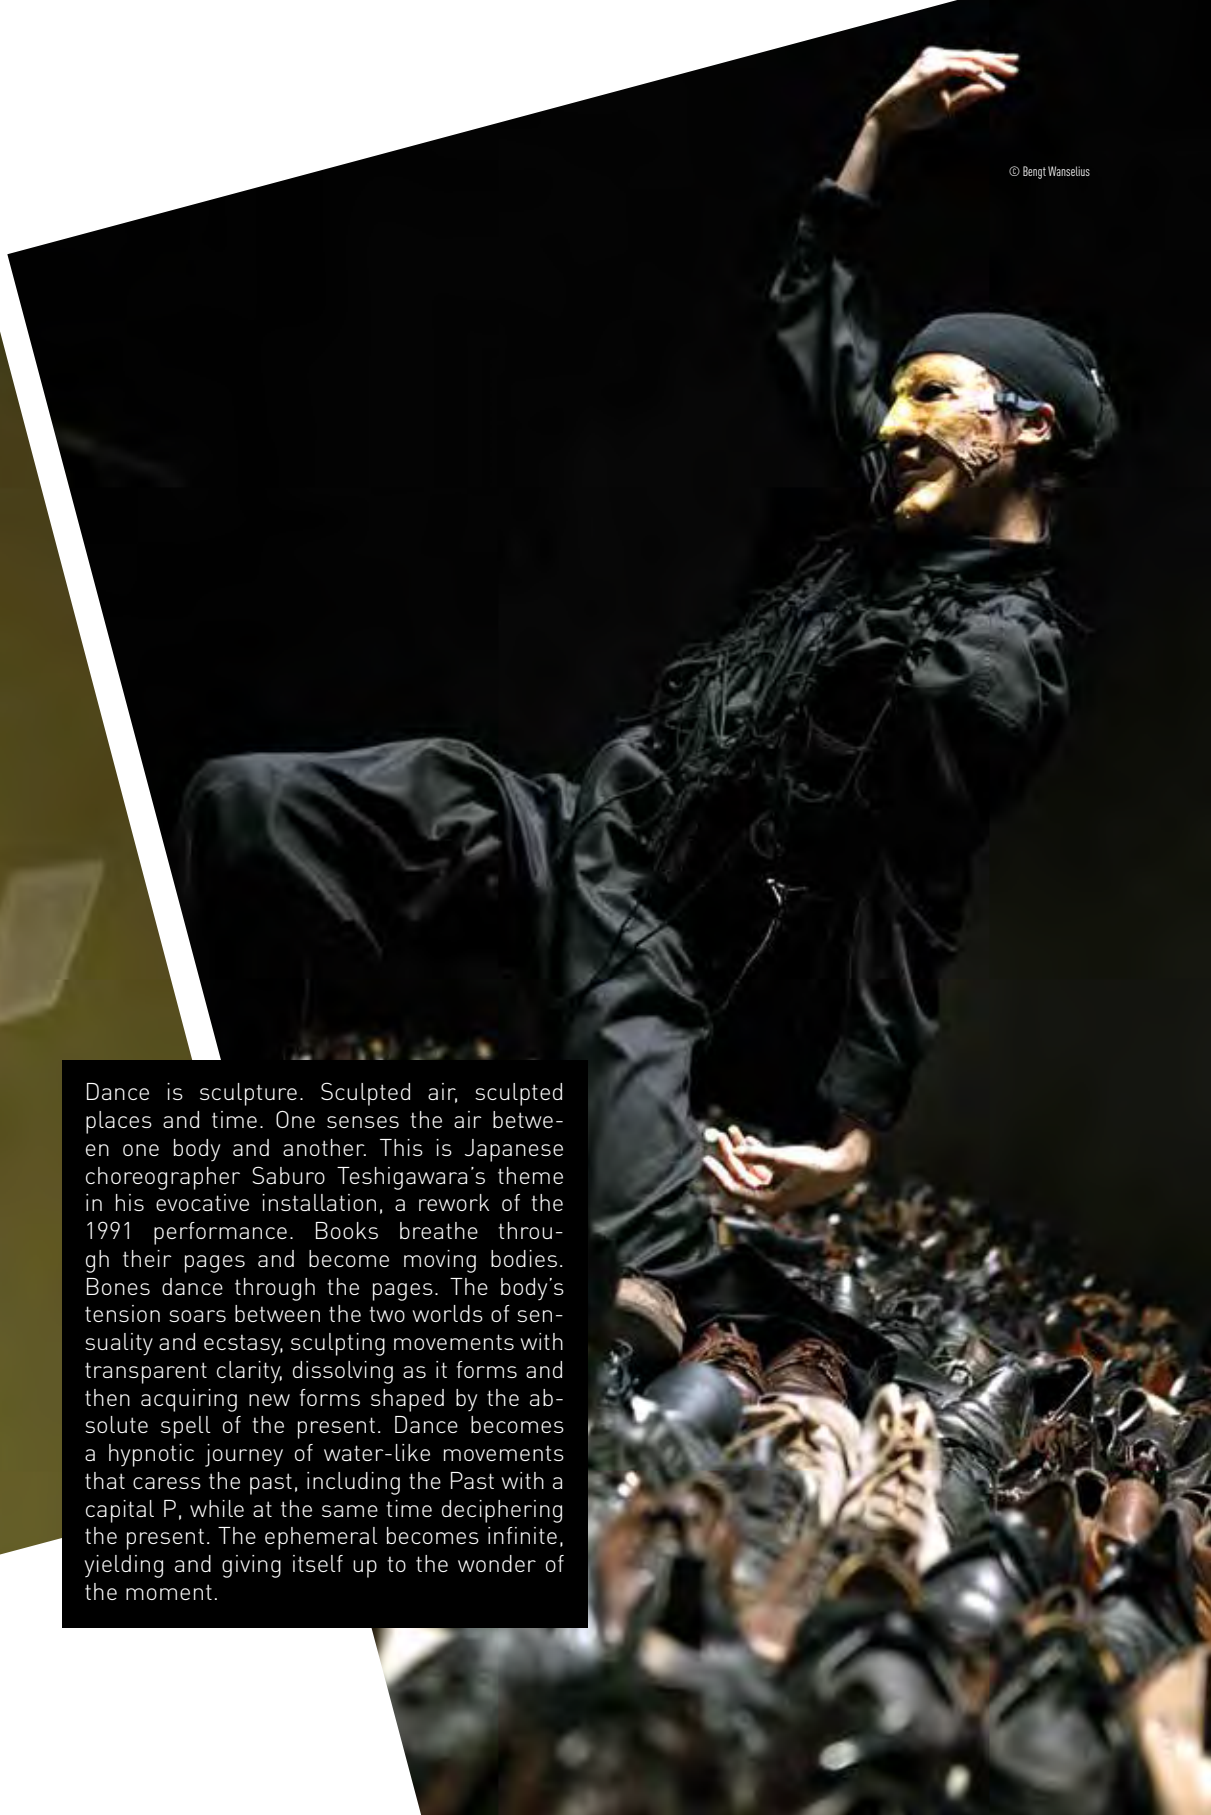 © Bengt Wanselius
Dance is sculpture. Sculpted air, sculpted
places and time. One senses the air betwe-
en one body and another. This is Japanese
choreographer Saburo Teshigawara's theme
in his evocative installation, a rework of the
1991 performance. Books breathe throu-
gh their pages and become moving bodies.
Bones dance through the pages. The body's
tension soars between the two worlds of sen-
suality and ecstasy, sculpting movements with
transparent clarity, dissolving as it forms and
then acquiring new forms shaped by the ab-
solute spell of the present. Dance becomes
a hypnotic journey of water-like movements
that caress the past, including the Past with a
capital P, while at the same time deciphering
the present. The ephemeral becomes infinite,
yielding and giving itself up to the wonder of
the moment.